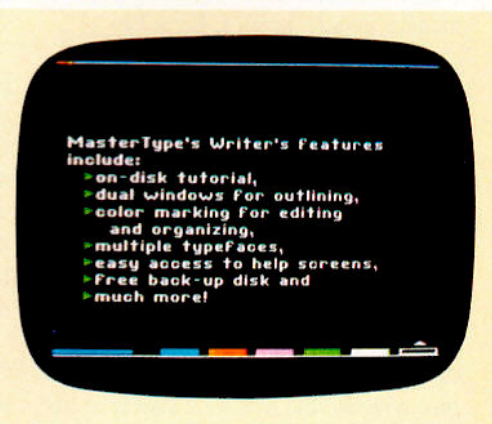 MasterType's Writer's features
include:
▸on-disk tutorial,
▸dual windows for outlining,
▸color marking for editing
and organizing,
▸multiple typefaces,
▸easy access to help screens,
▸free back-up disk and
▸much more!